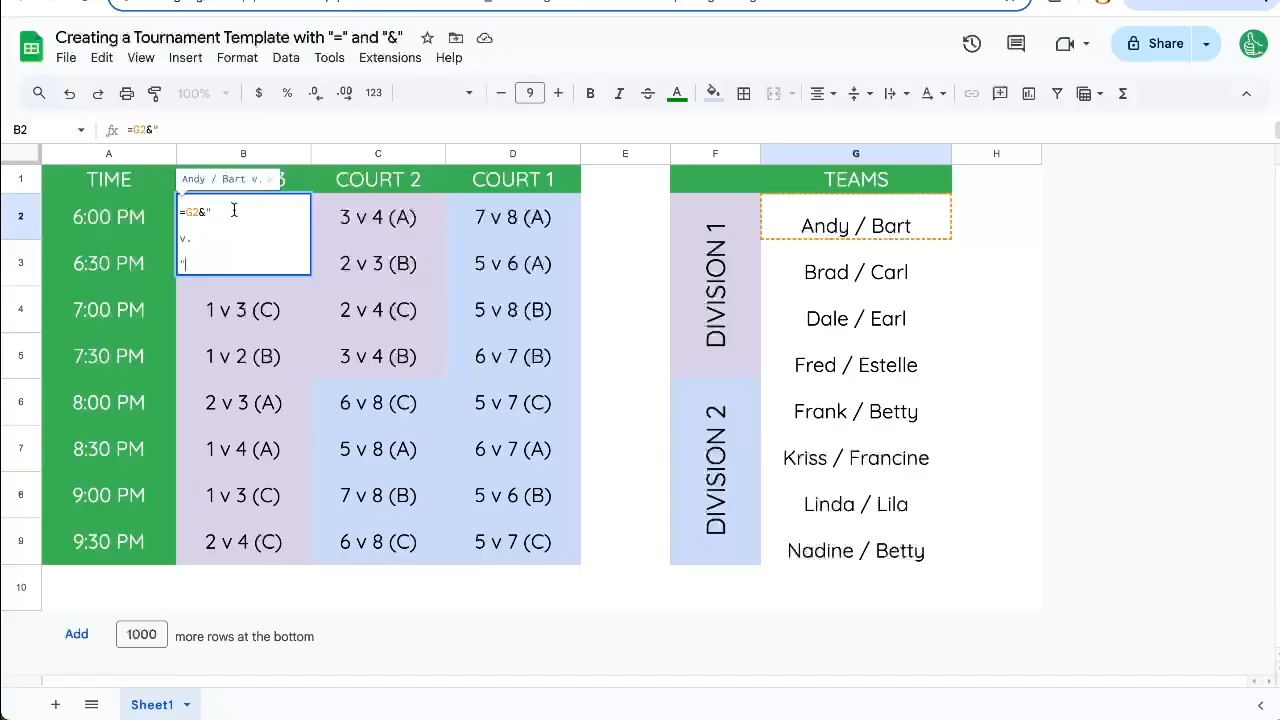 Creating a Tournament Template with "=" and "&"
File Edit View Insert Format Data Tools Extensions Help
Share
100% $ % .0 .00 123 9 B I A
B2 fx =G2&"
A B C D E F G H
Andy / Bart v. ×
1 TIME 3 COURT 2 COURT 1 TEAMS
2 6:00 PM =G2&" 3 v 4 (A) 7 v 8 (A) Andy / Bart
v.
3 6:30 PM " 2 v 3 (B) 5 v 6 (A) Brad / Carl
4 7:00 PM 1 v 3 (C) 2 v 4 (C) 5 v 8 (B) Dale / Earl
DIVISION 1
5 7:30 PM 1 v 2 (B) 3 v 4 (B) 6 v 7 (B) Fred / Estelle
6 8:00 PM 2 v 3 (A) 6 v 8 (C) 5 v 7 (C) Frank / Betty
7 8:30 PM 1 v 4 (A) 5 v 8 (A) 6 v 7 (A) Kriss / Francine
DIVISION 2
8 9:00 PM 1 v 3 (C) 7 v 8 (B) 5 v 6 (B) Linda / Lila
9 9:30 PM 2 v 4 (C) 6 v 8 (C) 5 v 7 (C) Nadine / Betty
10
Add 1000 more rows at the bottom
Sheet1